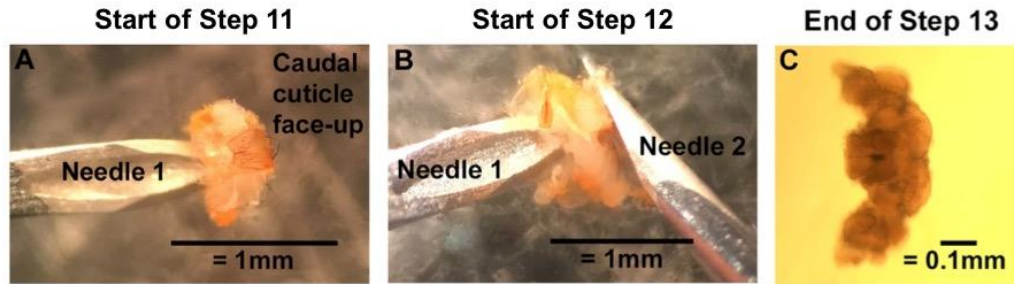 Start of Step 11
Start of Step 12
End of Step 13
A
Caudal
cuticle
face-up
Needle 1
= 1mm
B
Needle 1
Needle 2
= 1mm
C
= 0.1mm